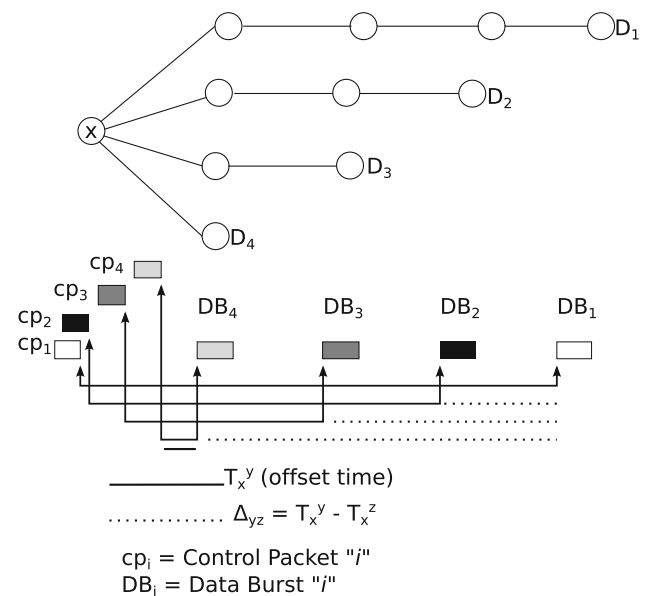 D₁
x
D₂
D₃
D₄
cp₄
cp₃
cp₂
cp₁
DB₄ DB₃ DB₂ DB₁
Tₓʸ (offset time)
Δyz = Tₓʸ - Tₓᶻ
cpᵢ = Control Packet "i"
DBᵢ = Data Burst "i"